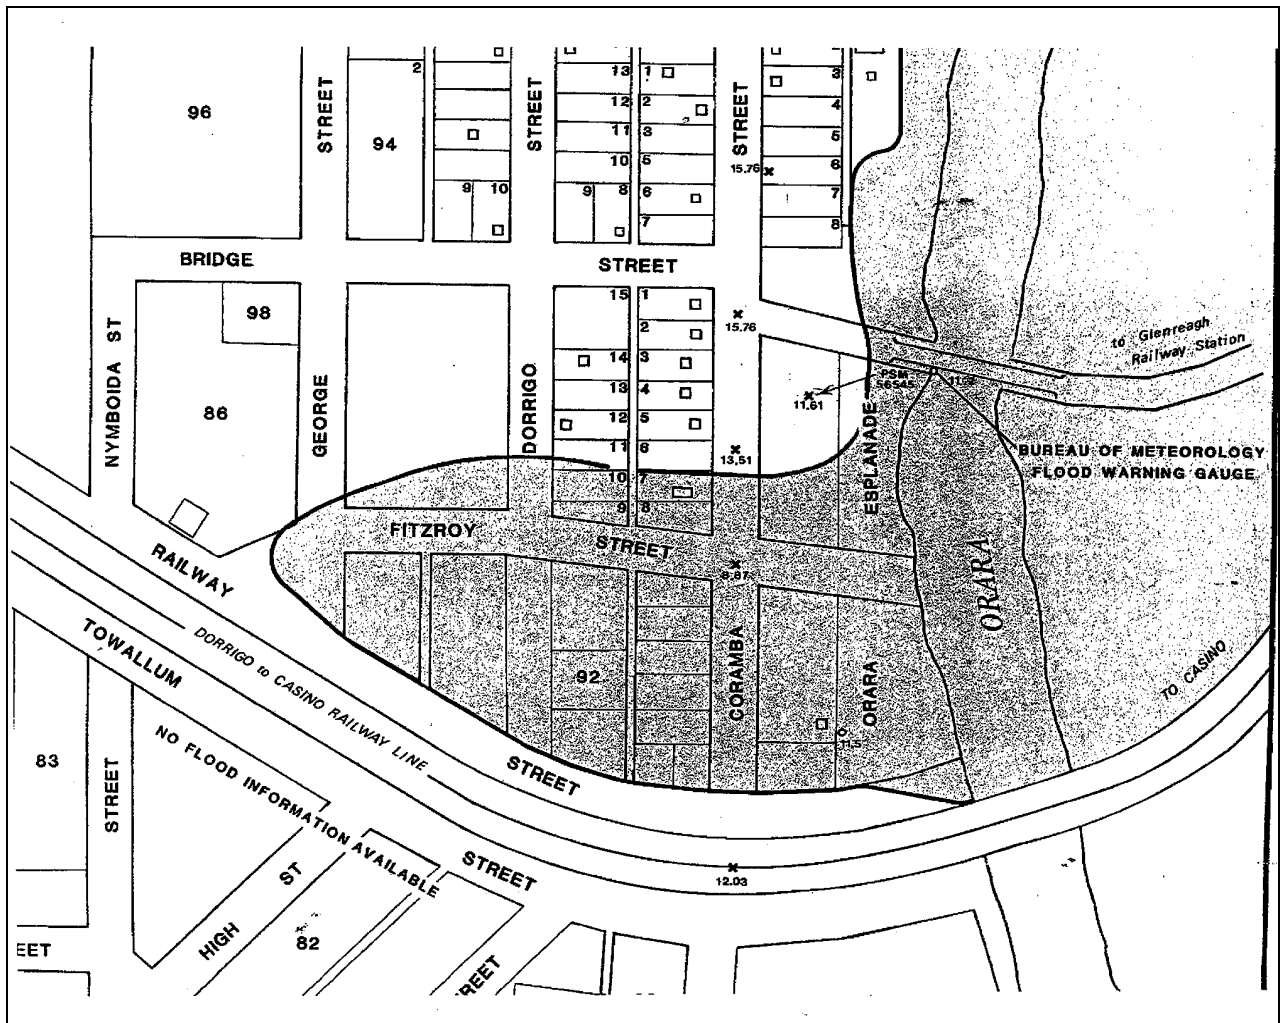 96
STREET
2
94
9 10
STREET
13
12
11
10
9 8
1
2
3
5
6
7
STREET
15.76
3
4
5
6
7
8
BRIDGE
STREET
98
86
NYMBOIDA ST
GEORGE
DORRIGO
15
14
13
12
11
10
9
1
2
3
4
5
6
7
8
15.76
PSM
56545
11.61
13.51
ESPLANADE
to Glenreagh
Railway Station
BUREAU OF METEOROLOGY
FLOOD WARNING GAUGE
FITZROY
STREET
8.87
ORARA
RAILWAY
TOWALLUM
DORRIGO to CASINO RAILWAY LINE
92
CORAMBA
ORARA
11.5
TO CASINO
83
STREET
NO FLOOD INFORMATION AVAILABLE
STREET
STREET
12.03
HIGH
ST
82
EET
REET